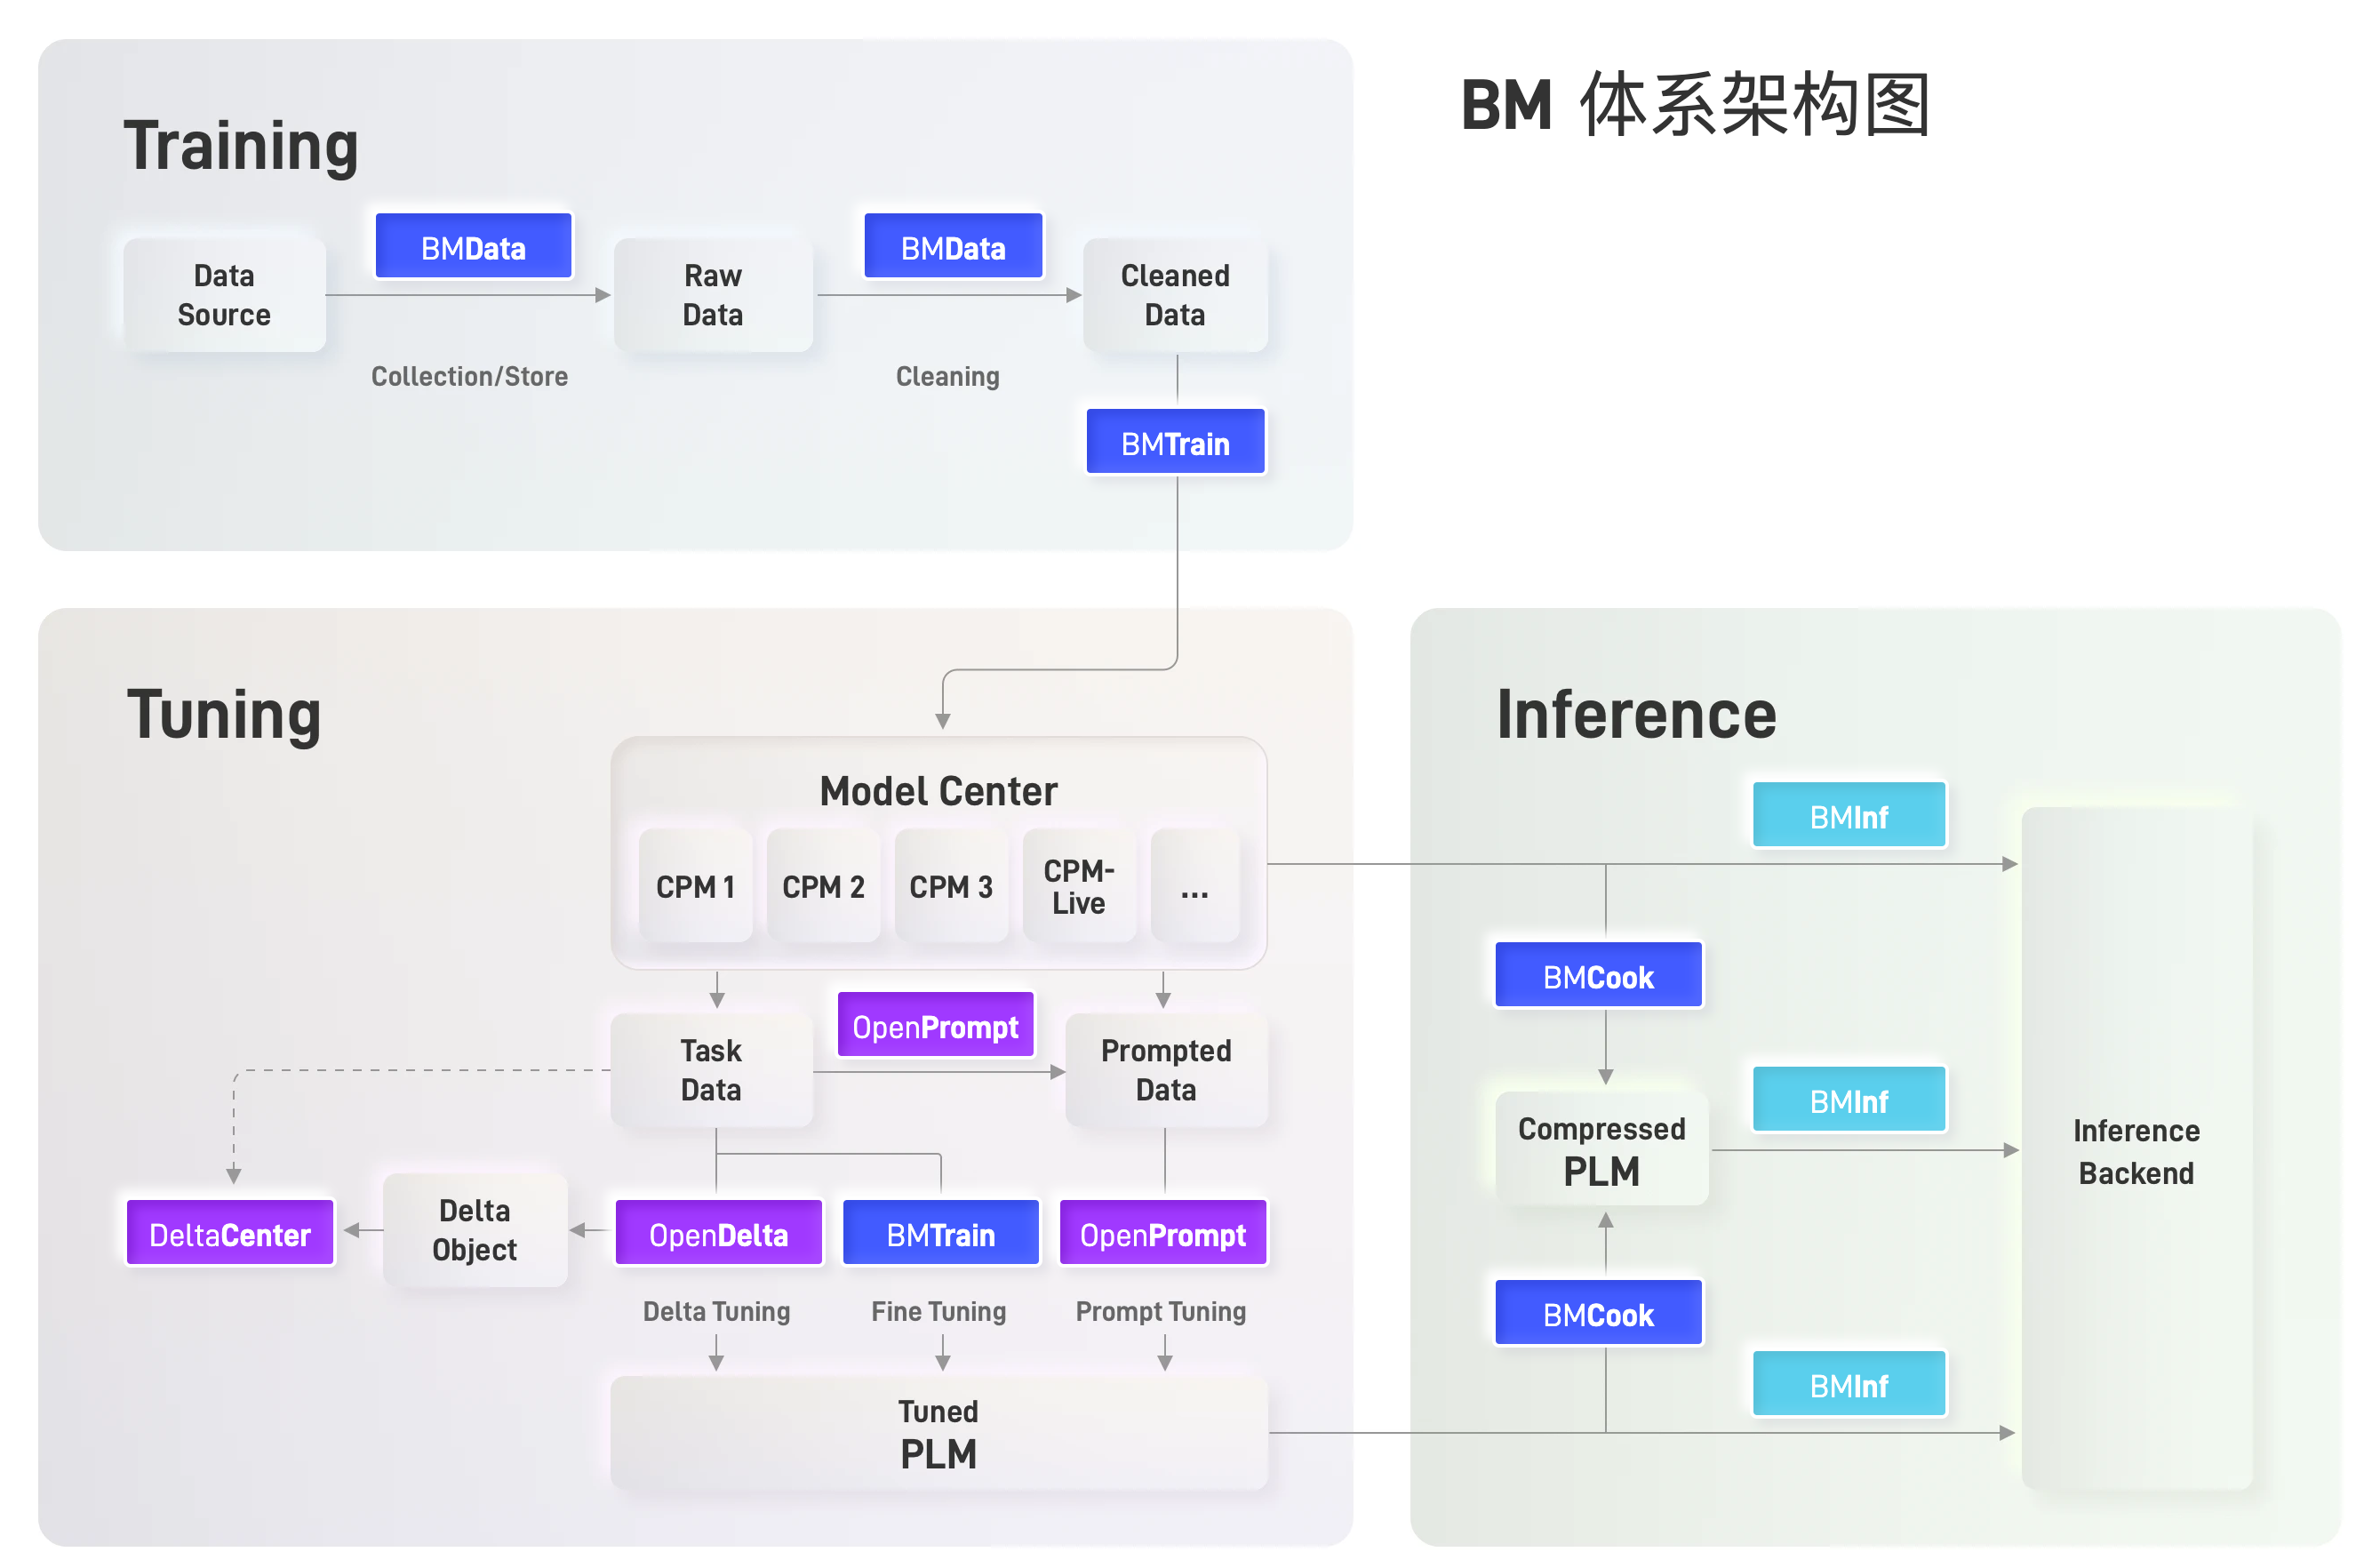 BM 体系架构图
Training
BMData
BMData
Data
Source
Raw
Data
Cleaned
Data
Collection/Store
Cleaning
BMTrain
Tuning
Model Center
CPM 1
CPM 2
CPM 3
CPM-
Live
...
Task
Data
OpenPrompt
Prompted
Data
DeltaCenter
Delta
Object
OpenDelta
BMTrain
OpenPrompt
Delta Tuning
Fine Tuning
Prompt Tuning
Tuned
PLM
Inference
BMInf
BMCook
BMInf
Compressed
PLM
Inference
Backend
BMCook
BMInf